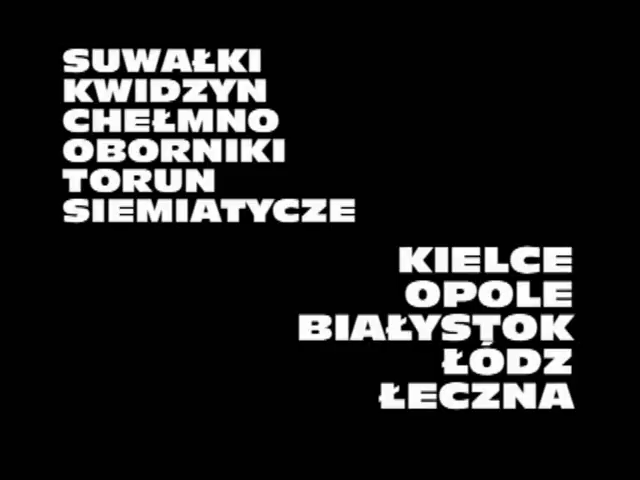 SUWAŁKI
KWIDZYN
CHEŁMNO
OBORNIKI
TORUN
SIEMIATYCZE
KIELCE
OPOLE
BIAŁYSTOK
ŁÓDZ
ŁECZNA